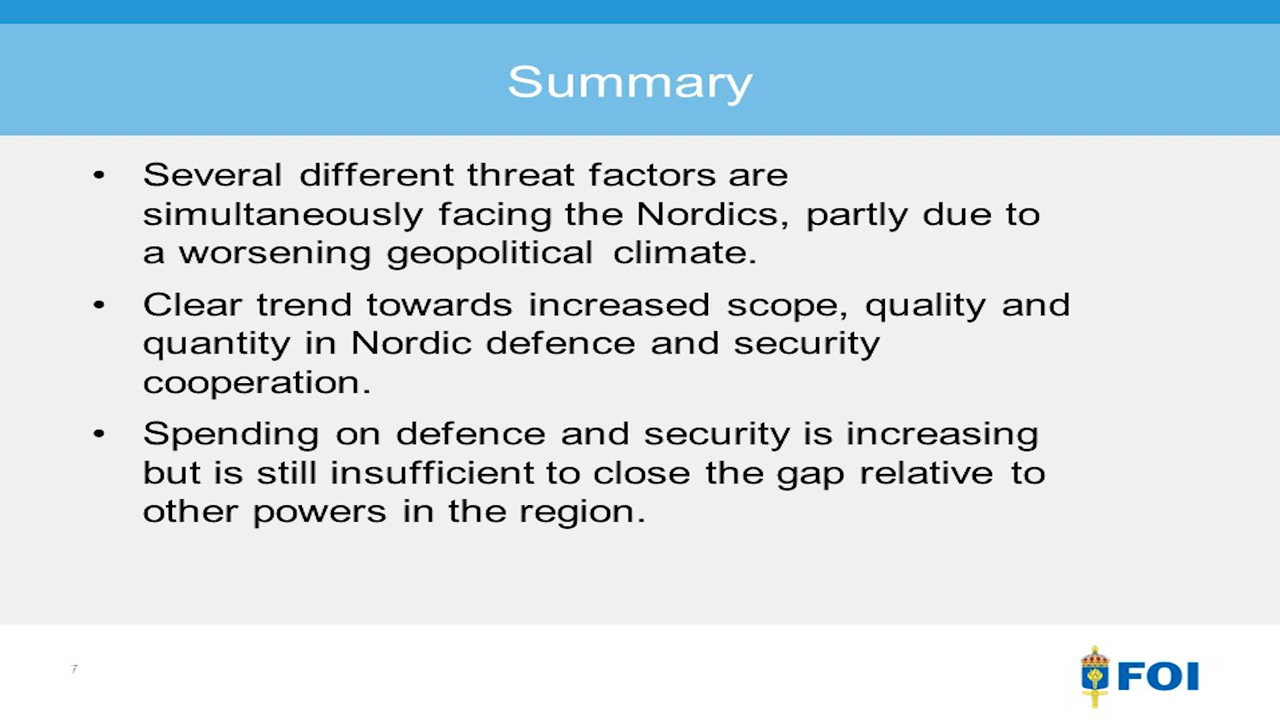 Summary
• Several different threat factors are
simultaneously facing the Nordics, partly due to
a worsening geopolitical climate.
• Clear trend towards increased scope, quality and
quantity in Nordic defence and security
cooperation.
• Spending on defence and security is increasing
but is still insufficient to close the gap relative to
other powers in the region.
7
FOI